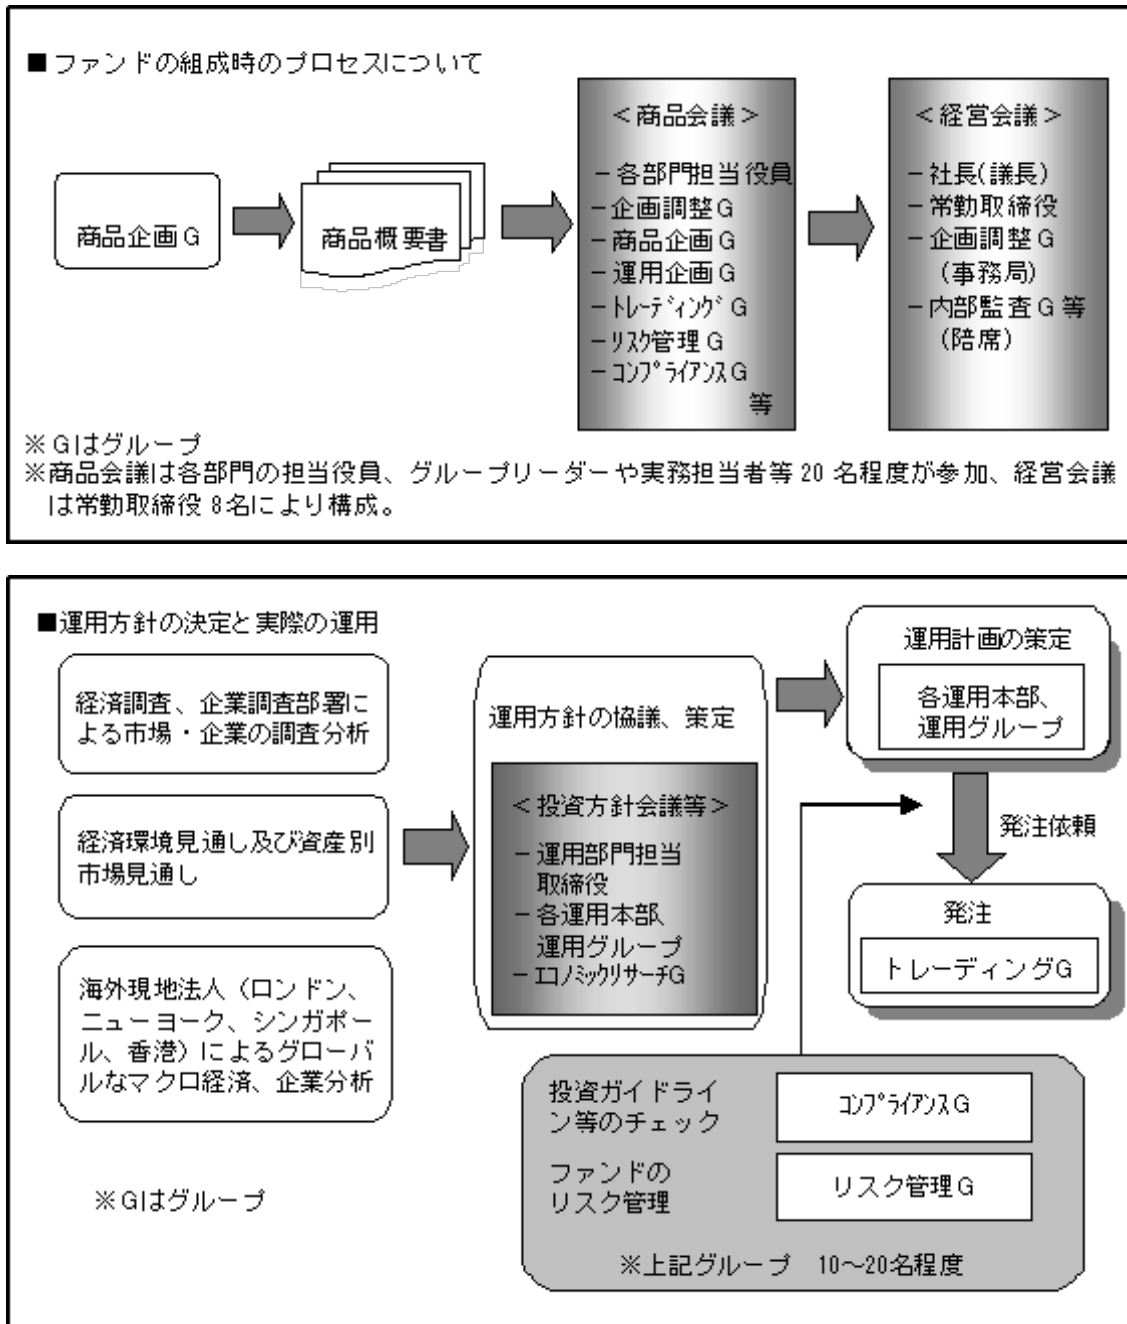 ■ファンドの組成時のプロセスについて
商品企画G
商品概要書
＜商品会議＞
－各部門担当役員
－企画調整G
－商品企画G
－運用企画G
－ﾄﾚｰﾃﾞｨﾝｸﾞG
－ﾘｽｸ管理G
－ｺﾝﾌﾟﾗｲｱﾝｽG
等
＜経営会議＞
－社長(議長)
－常勤取締役
－企画調整G
(事務局)
－内部監査G等
(陪席)
※Gはグループ
※商品会議は各部門の担当役員、グループリーダーや実務担当者等20名程度が参加、経営会議
は常勤取締役8名により構成。
■運用方針の決定と実際の運用
経済調査、企業調査部署に
よる市場・企業の調査分析
経済環境見通し及び資産別
市場見通し
海外現地法人（ロンドン、
ニューヨーク、シンガポー
ル、香港）によるグローバ
ルなマクロ経済、企業分析
※Gはグループ
運用方針の協議、策定
＜投資方針会議等＞
－運用部門担当
取締役
－各運用本部、
運用グループ
－ｴｺﾉﾐｯｸﾘｻｰﾁG
運用計画の策定
各運用本部、
運用グループ
発注依頼
発注
トレーディングG
投資ガイドライ
ン等のチェック
ｺﾝﾌﾟﾗｲｱﾝｽG
ファンドの
リスク管理
リスク管理G
※上記グループ　10～20名程度